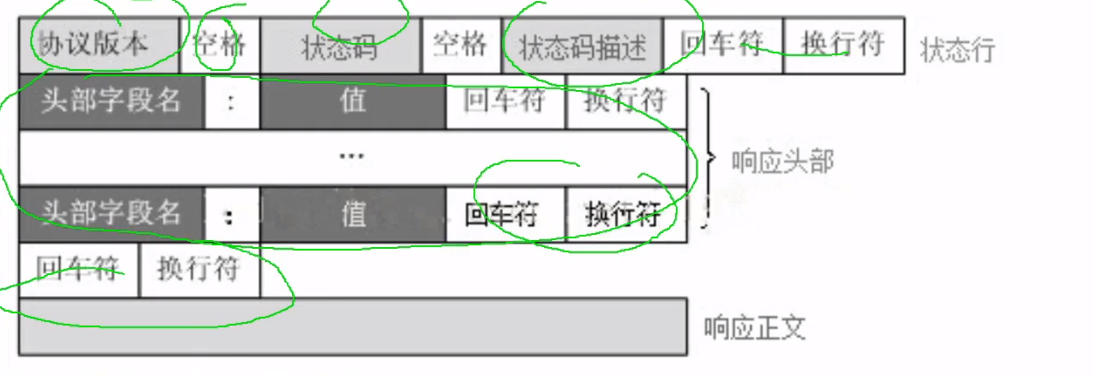 协议版本 空格 状态码 空格 状态码描述 回车符 换行符 状态行
头部字段名 : 值 回车符 换行符
... 响应头部
头部字段名 : 值 回车符 换行符
回车符 换行符
响应正文